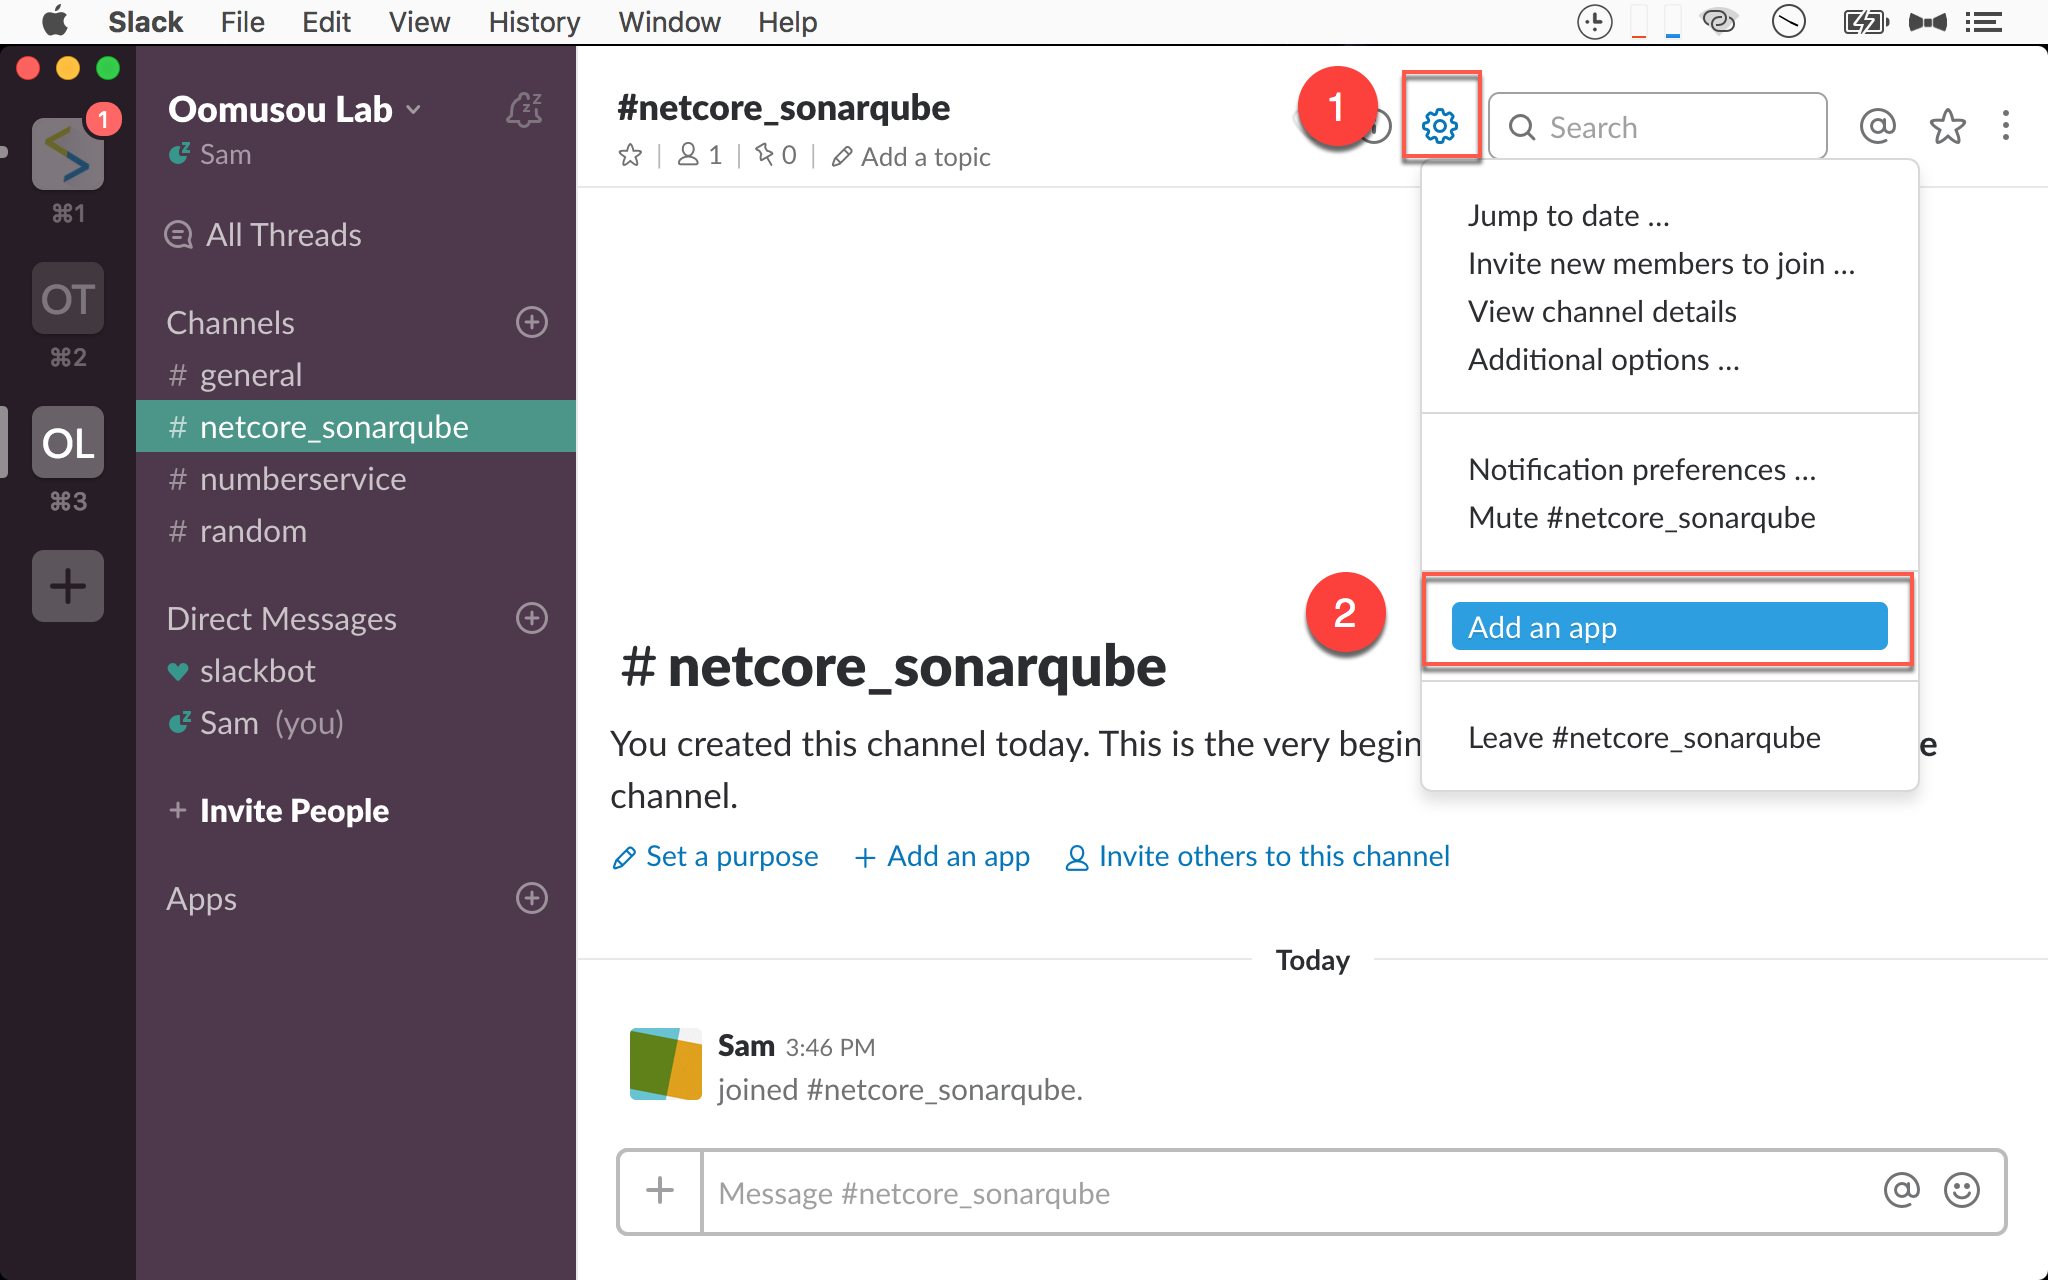 Slack File Edit View History Window Help
1
⌘1
OT
⌘2
OL
⌘3
Oomusou Lab
Sam
All Threads
Channels
# general
# netcore_sonarqube
# numberservice
# random
Direct Messages
slackbot
Sam (you)
+ Invite People
Apps
#netcore_sonarqube
1
0
Add a topic
1
Search
Jump to date ...
Invite new members to join ...
View channel details
Additional options ...
Notification preferences ...
Mute #netcore_sonarqube
2
Add an app
Leave #netcore_sonarqube
# netcore_sonarqube
You created this channel today. This is the very begin
e
channel.
Set a purpose + Add an app Invite others to this channel
Today
Sam 3:46 PM
joined #netcore_sonarqube.
+ Message #netcore_sonarqube